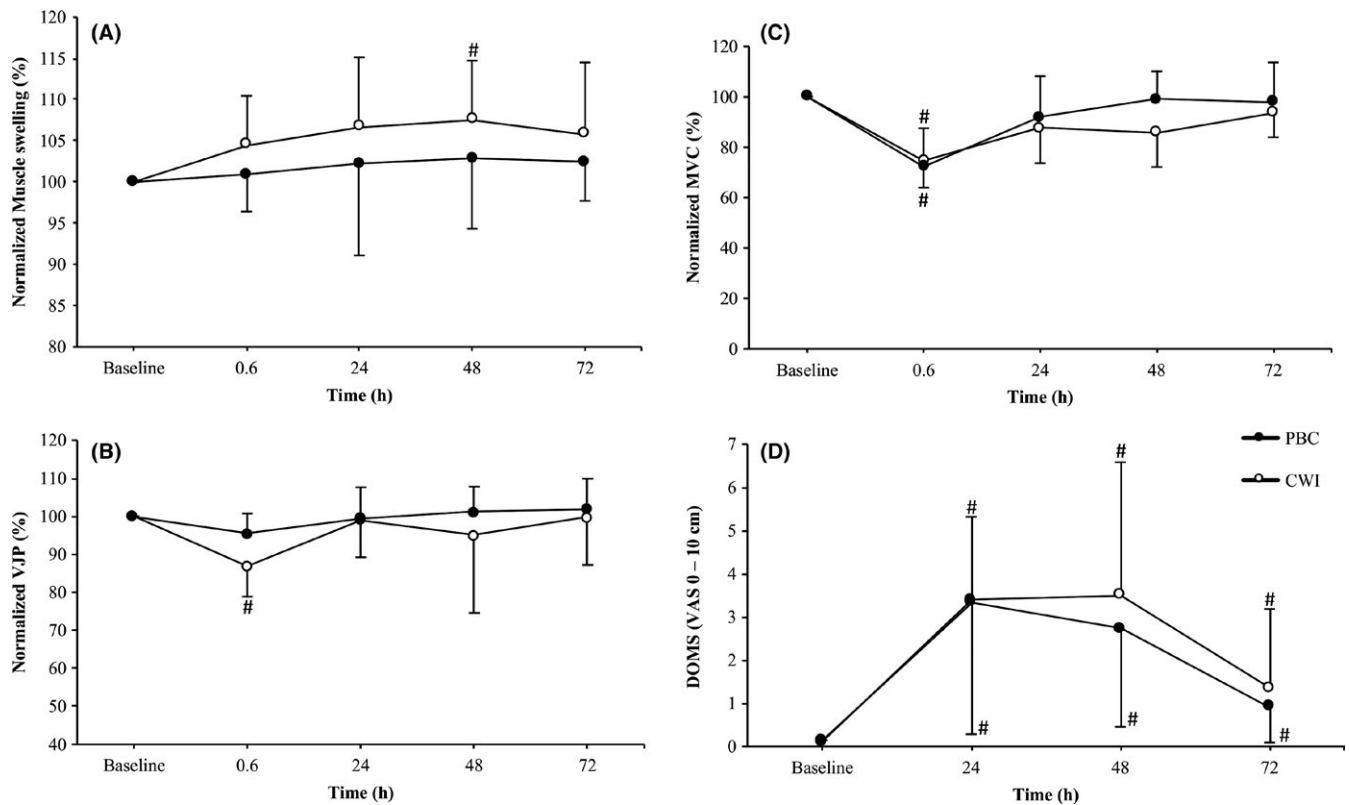 (A)
Normalized Muscle swelling (%)
120
115
110
105
100
95
90
85
80
#
Baseline 0.6 24 48 72
Time (h)
(C)
Normalized MVC (%)
120
100
80
60
40
20
0
#
#
Baseline 0.6 24 48 72
Time (h)
(B)
Normalized VJP (%)
120
110
100
90
80
70
60
50
40
#
Baseline 0.6 24 48 72
Time (h)
(D)
DOMS (VAS 0 – 10 cm)
7
6
5
4
3
2
1
0
#
#
#
#
#
#
PBC
CWI
Baseline 24 48 72
Time (h)